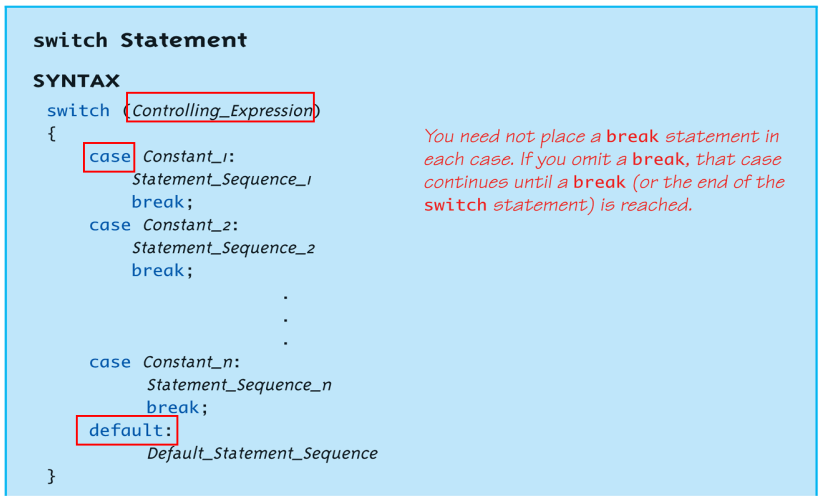 switch Statement
SYNTAX
switch (Controlling_Expression)
{
case Constant_1:
Statement_Sequence_1
break;
case Constant_2:
Statement_Sequence_2
break;
.
.
.
case Constant_n:
Statement_Sequence_n
break;
default:
Default_Statement_Sequence
}
You need not place a break statement in
each case. If you omit a break, that case
continues until a break (or the end of the
switch statement) is reached.